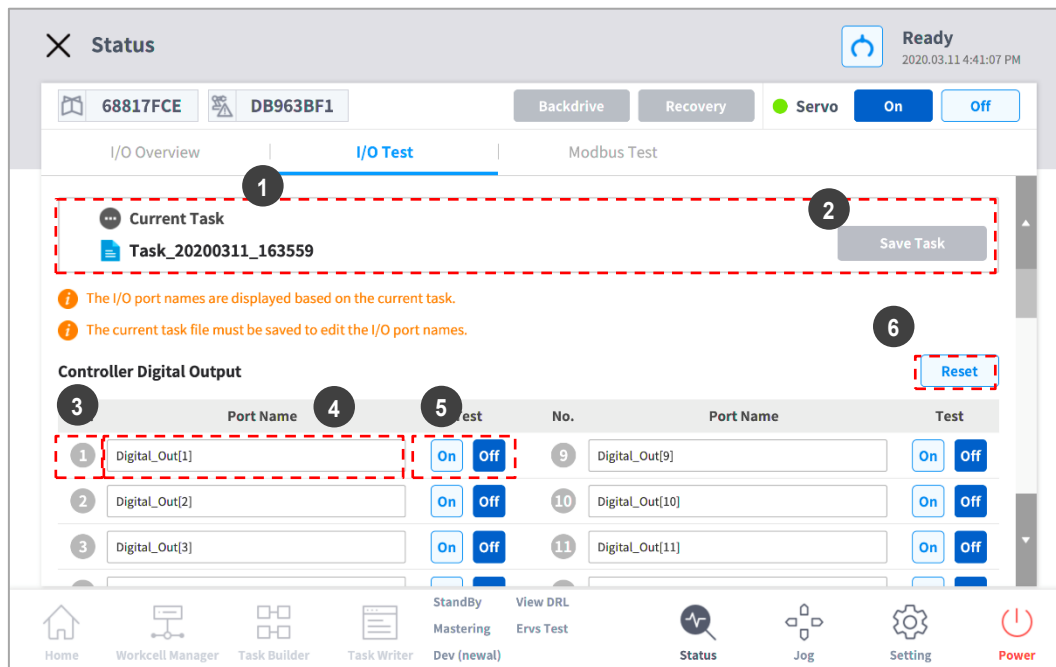 Status
Ready
2020.03.11 4:41:07 PM
68817FCE DB963BF1 Backdrive Recovery Servo On Off
I/O Overview I/O Test Modbus Test
1
Current Task
2
Task_20200311_163559
Save Task
The I/O port names are displayed based on the current task.
The current task file must be saved to edit the I/O port names.
6
Controller Digital Output Reset
3 Port Name 4 5 est No. Port Name Test
1 Digital_Out[1] On Off 9 Digital_Out[9] On Off
2 Digital_Out[2] On Off 10 Digital_Out[10] On Off
3 Digital_Out[3] On Off 11 Digital_Out[11] On Off
StandBy View DRL
Mastering Ervs Test
Home Workcell Manager Task Builder Task Writer Dev (newal) Status Jog Setting Power